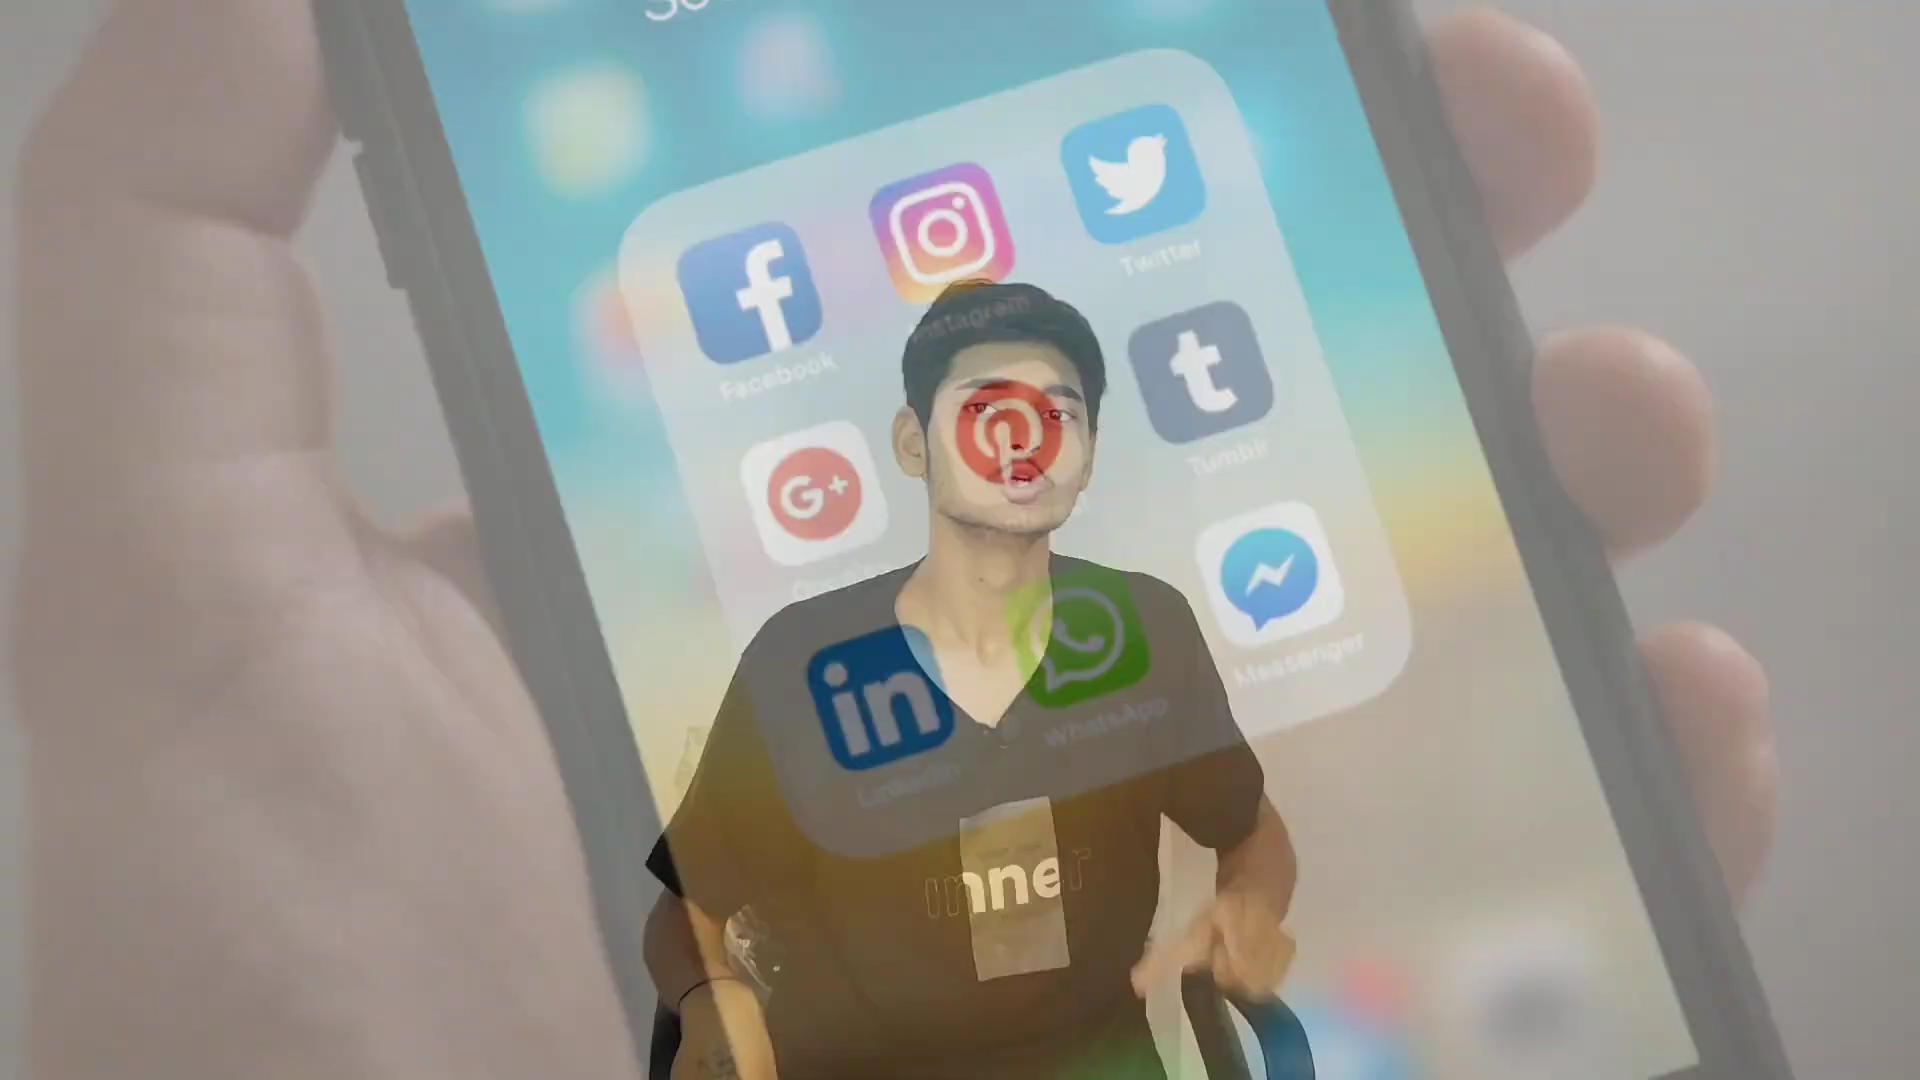 Twitter
Instagram
Facebook
Tumblr
Messenger
WhatsApp
LinkedIn
inner